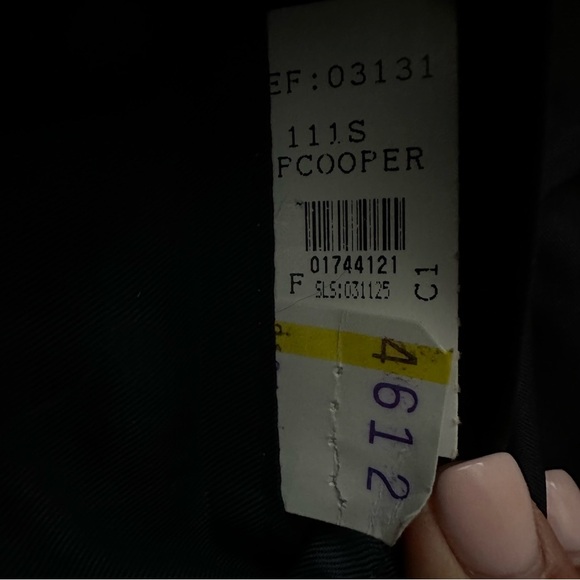 EF:03131
111S
PCOOPER
01744121
F SLS:031125
C1
4612